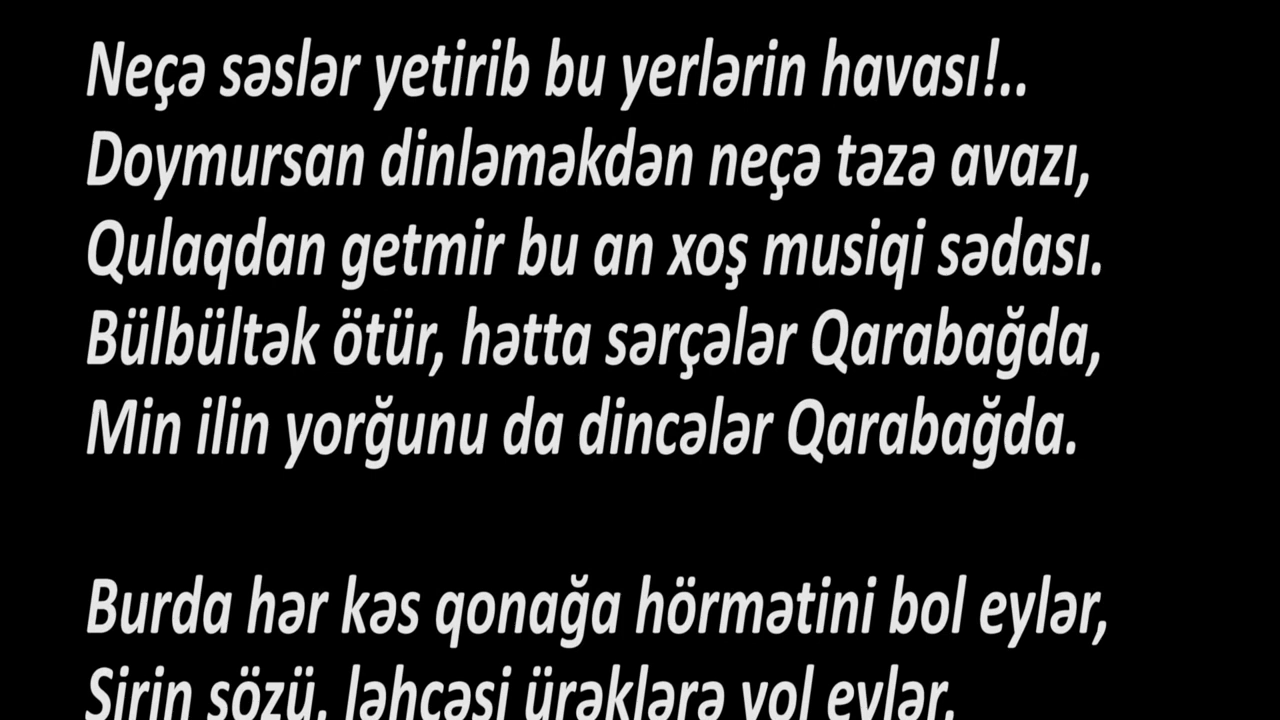 Neçə səslər yetirib bu yerlərin havası!..
Doymursan dinləməkdən neçə təzə avazı,
Qulaqdan getmir bu an xoş musiqi sədası.
Bülbültək ötür, hətta sərçələr Qarabağda,
Min ilin yorğunu da dincələr Qarabağda.
Burda hər kəs qonağa hörmətini bol eylər,
Şirin sözü, ləhcəsi ürəklərə yol eylər,